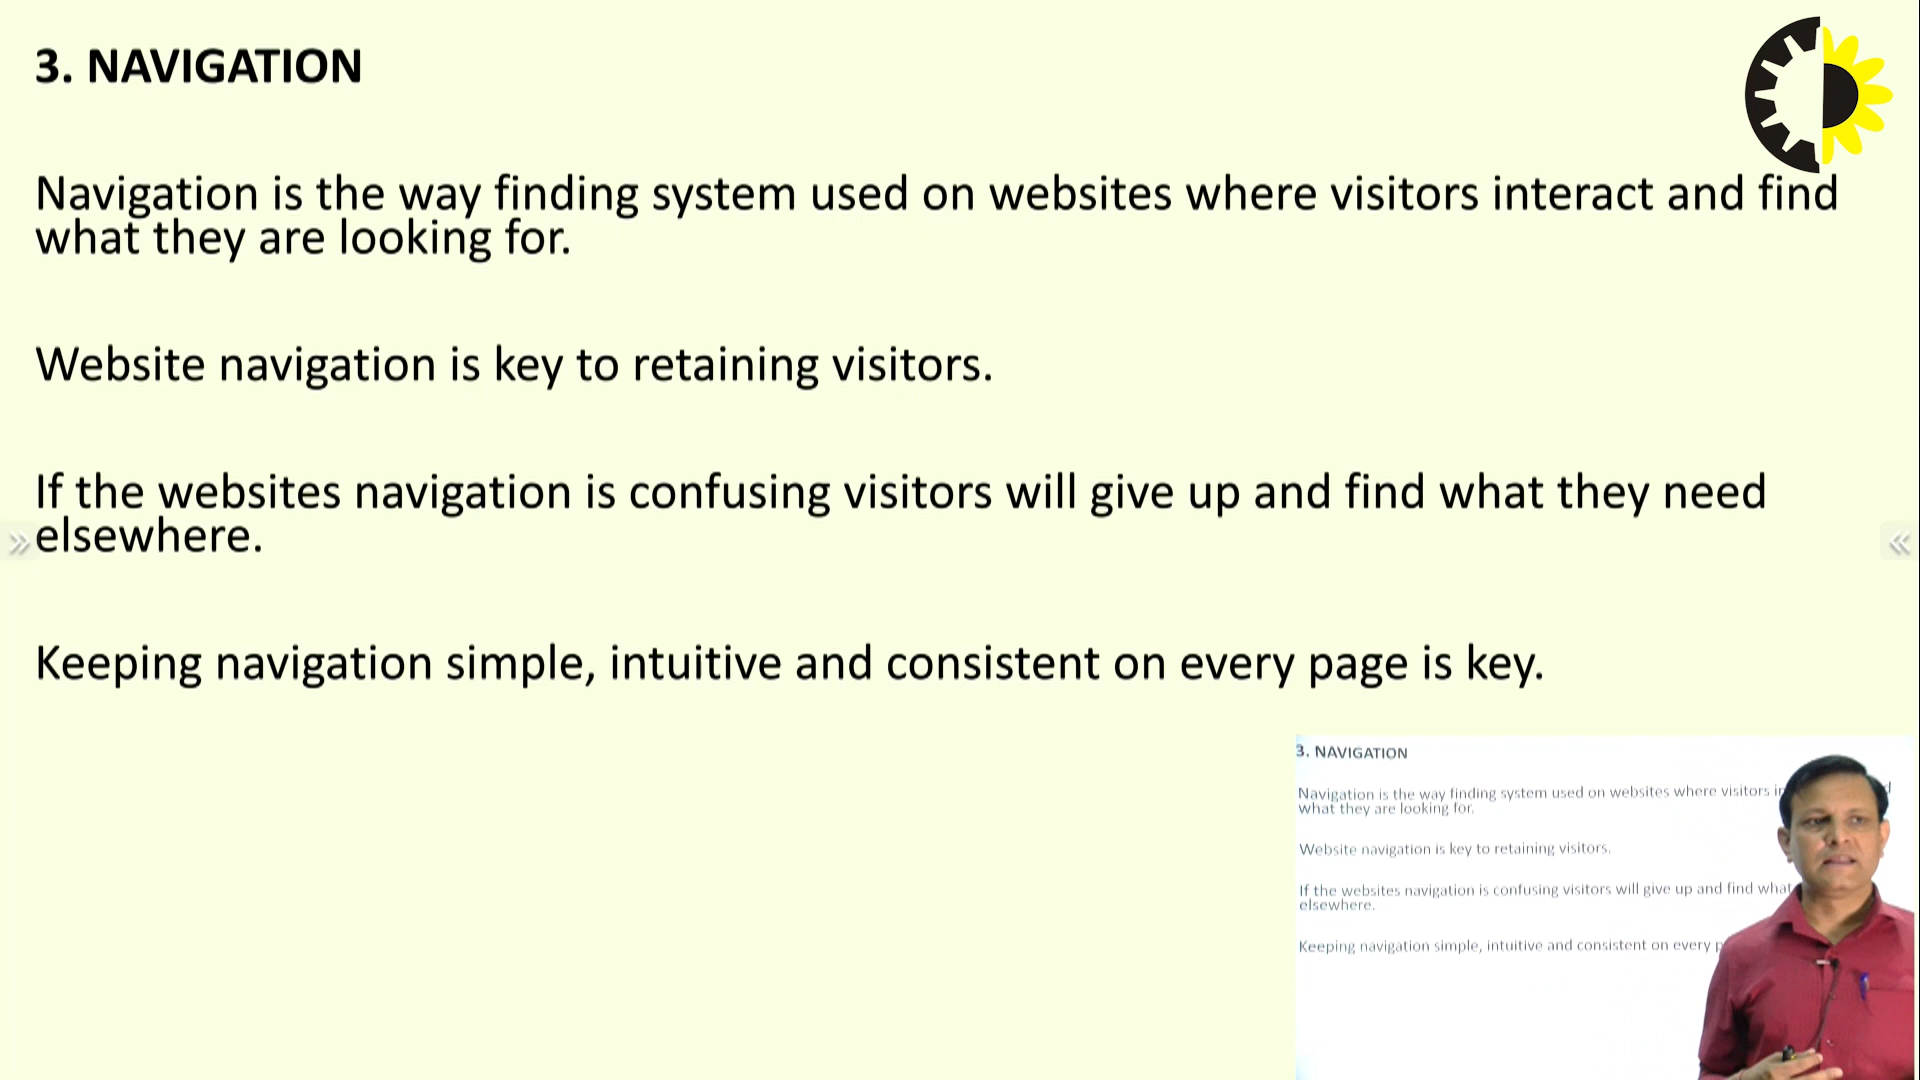 3. NAVIGATION
Navigation is the way finding system used on websites where visitors interact and find
what they are looking for.
Website navigation is key to retaining visitors.
If the websites navigation is confusing visitors will give up and find what they need
elsewhere.
Keeping navigation simple, intuitive and consistent on every page is key.
3. NAVIGATION
Navigation is the way finding system used on websites where visitors
what they are looking for.
Website navigation is key to retaining visitors.
If the websites navigation is confusing visitors will give up and find what
elsewhere.
Keeping navigation simple, intuitive and consistent on every